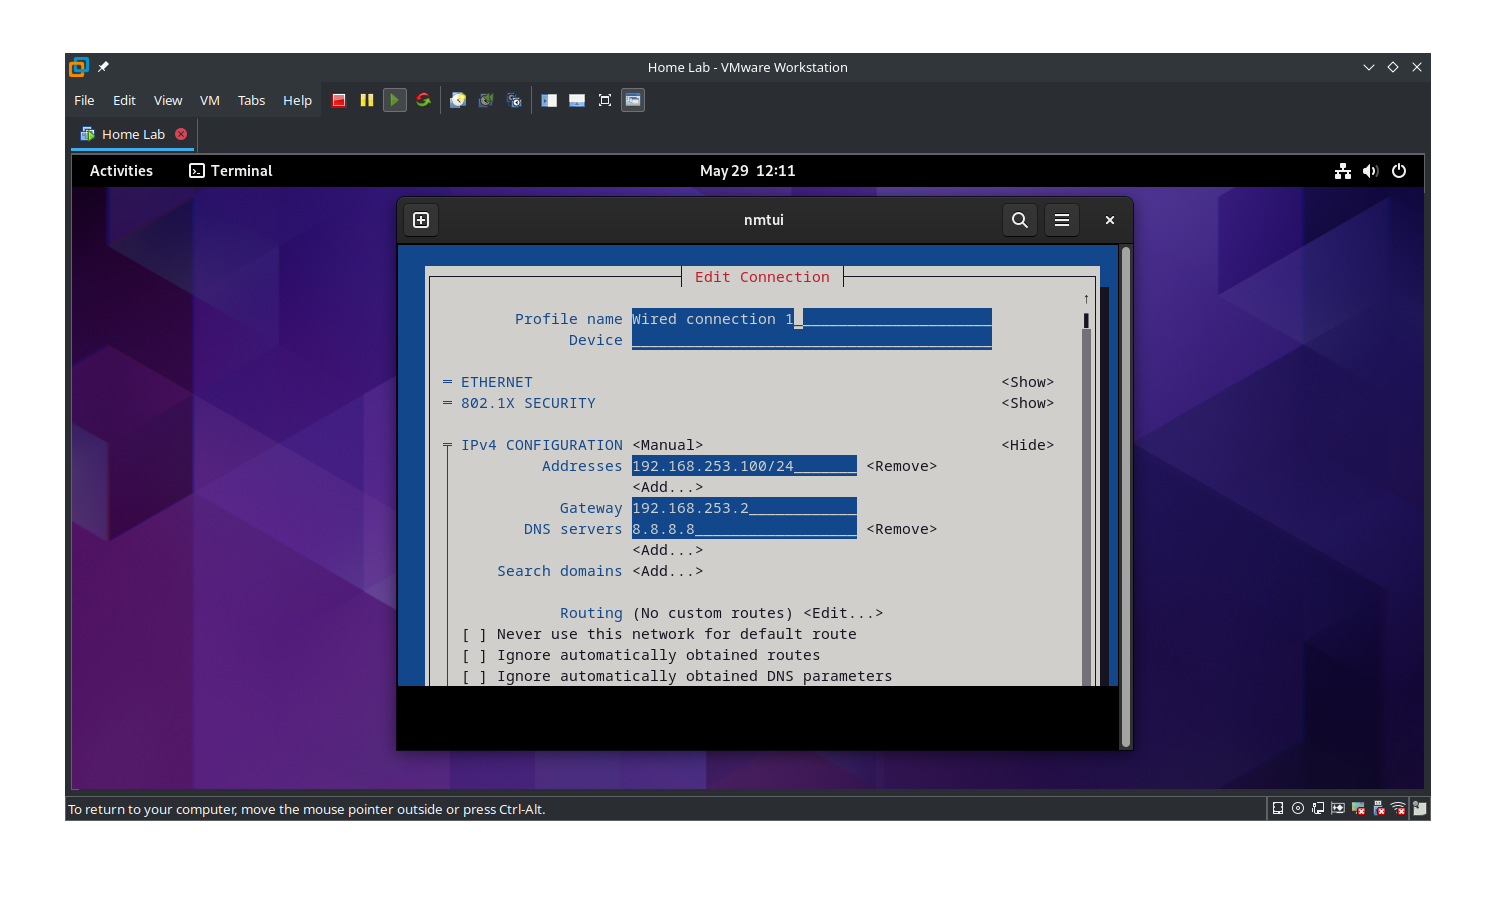 Home Lab - VMware Workstation
File Edit View VM Tabs Help
Home Lab
Activities Terminal May 29 12:11
nmtui
Edit Connection
Profile name Wired connection 1
Device
ETHERNET <Show>
802.1X SECURITY <Show>
IPv4 CONFIGURATION <Manual> <Hide>
Addresses 192.168.253.100/24 <Remove>
<Add...>
Gateway 192.168.253.2
DNS servers 8.8.8.8 <Remove>
<Add...>
Search domains <Add...>
Routing (No custom routes) <Edit...>
[ ] Never use this network for default route
[ ] Ignore automatically obtained routes
[ ] Ignore automatically obtained DNS parameters
To return to your computer, move the mouse pointer outside or press Ctrl-Alt.